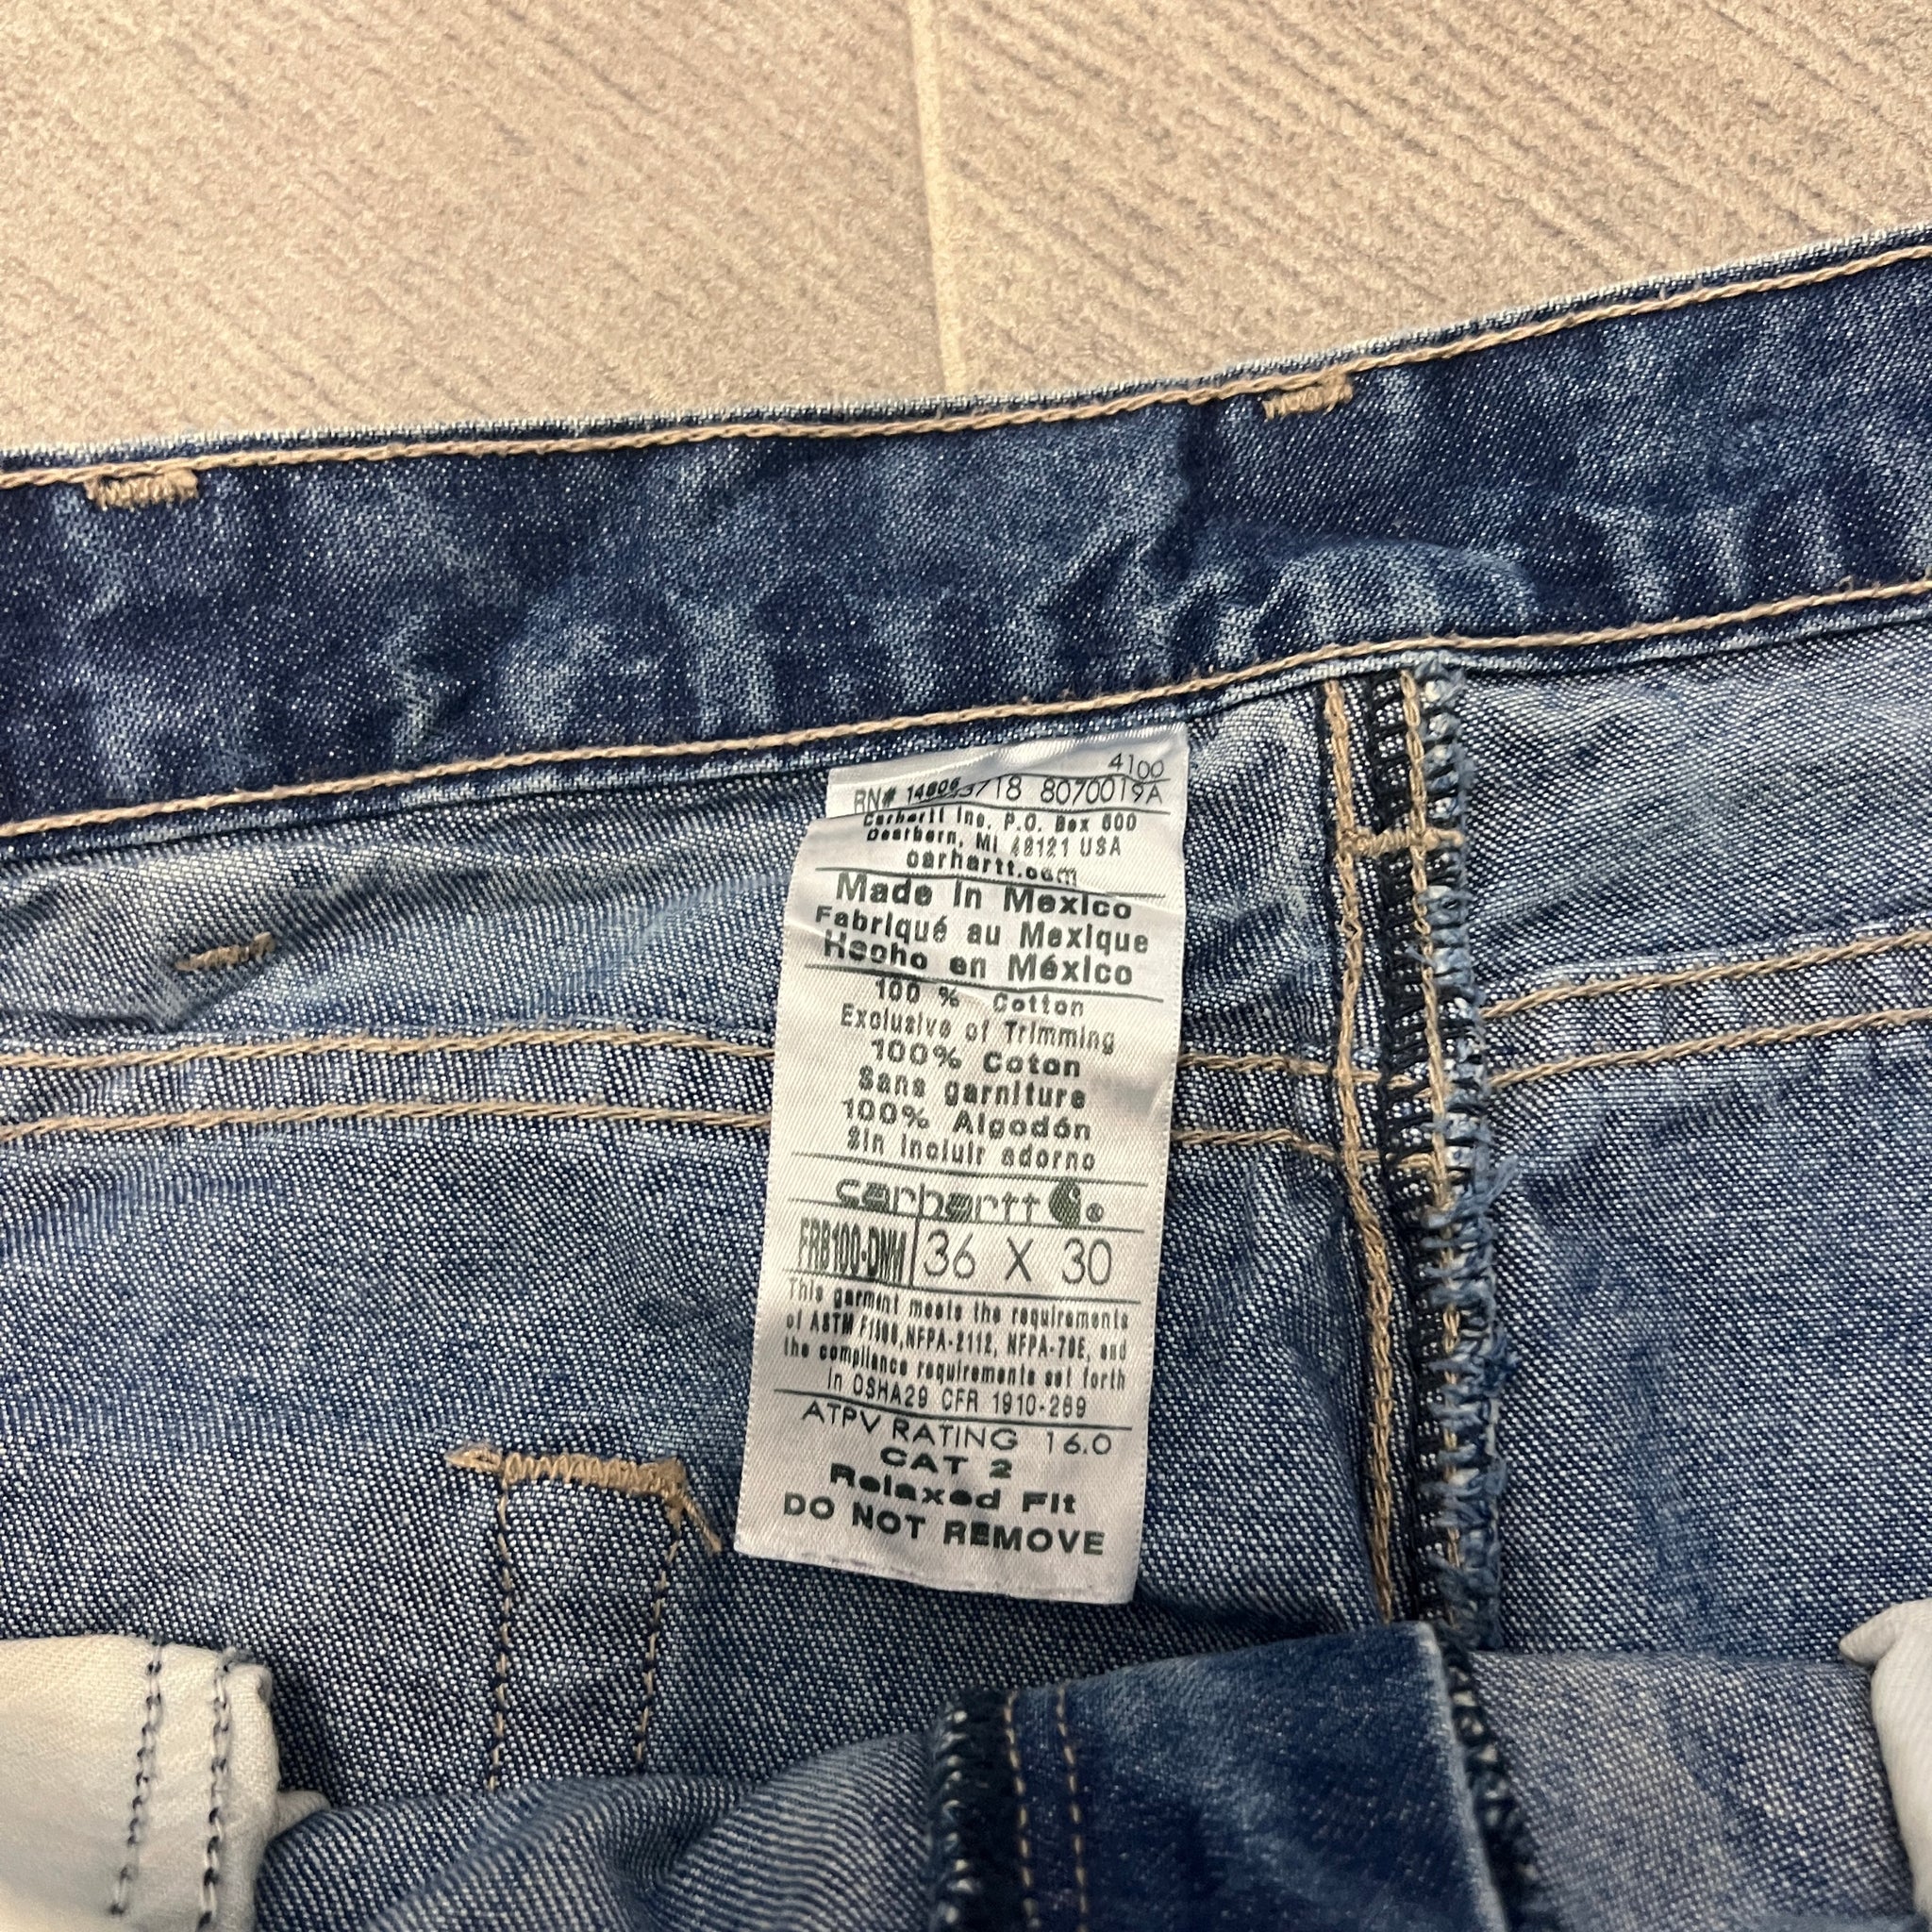 4100
RN# 14806 3718 8070019A
Carhartt Inc. P.O. Box 600
Dearborn, MI 48121 USA
carhartt.com
Made in Mexico
Fabriqué au Mexique
Hecho en México
100 % Cotton
Exclusive of Trimming
100% Coton
Sans garniture
100% Algodón
Sin incluir adorno
carhartt ®
FRB100-DNM 36 X 30
This garment meets the requirements
of ASTM F1506, NFPA-2112, NFPA-70E, and
the compliance requirements set forth
in OSHA29 CFR 1910-269
ATPV RATING 16.0
CAT 2
Relaxed Fit
DO NOT REMOVE